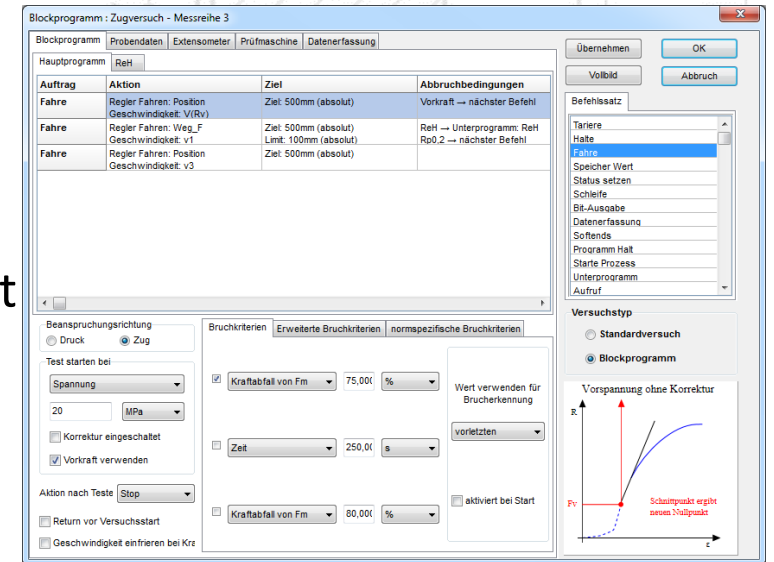 Blockprogramm : Zugversuch - Messreihe 3
Blockprogramm Probendaten Extensometer Prüfmaschine Datenerfassung
Hauptprogramm ReH
Auftrag Aktion Ziel Abbruchbedingungen
Fahre Regler Fahren: Position Ziel: 500mm (absolut) Vorkraft → nächster Befehl
Geschwindigkeit: V(Rv)
Fahre Regler Fahren: Weg_F Ziel: 500mm (absolut) ReH → Unterprogramm: ReH
Geschwindigkeit: v1 Limit: 100mm (absolut) Rp0,2 → nächster Befehl
Fahre Regler Fahren: Position Ziel: 500mm (absolut)
Geschwindigkeit: v3
t
Übernehmen OK
Vollbild Abbruch
Befehlssatz
Tariere
Halte
Fahre
Speicher Wert
Status setzen
Schleife
Bit-Ausgabe
Datenerfassung
Softends
Programm Halt
Starte Prozess
Unterprogramm
Aufruf
Beanspruchungsrichtung
Druck Zug
Test starten bei
Spannung
20 MPa
Korrektur eingeschaltet
Vorkraft verwenden
Aktion nach Teste Stop
Return vor Versuchsstart
Geschwindigkeit einfrieren bei Kra
Bruchkriterien Erweiterte Bruchkriterien normspezifische Bruchkriterien
Kraftabfall von Fm 75,00( %
Zeit 250,0( s
Kraftabfall von Fm 80,00( %
Wert verwenden für
Brucherkennung
vorletzten
aktiviert bei Start
Versuchstyp
Standardversuch
Blockprogramm
Vorspannung ohne Korrektur
R
Fv
Schnittpunkt ergibt
neuen Nullpunkt
ε